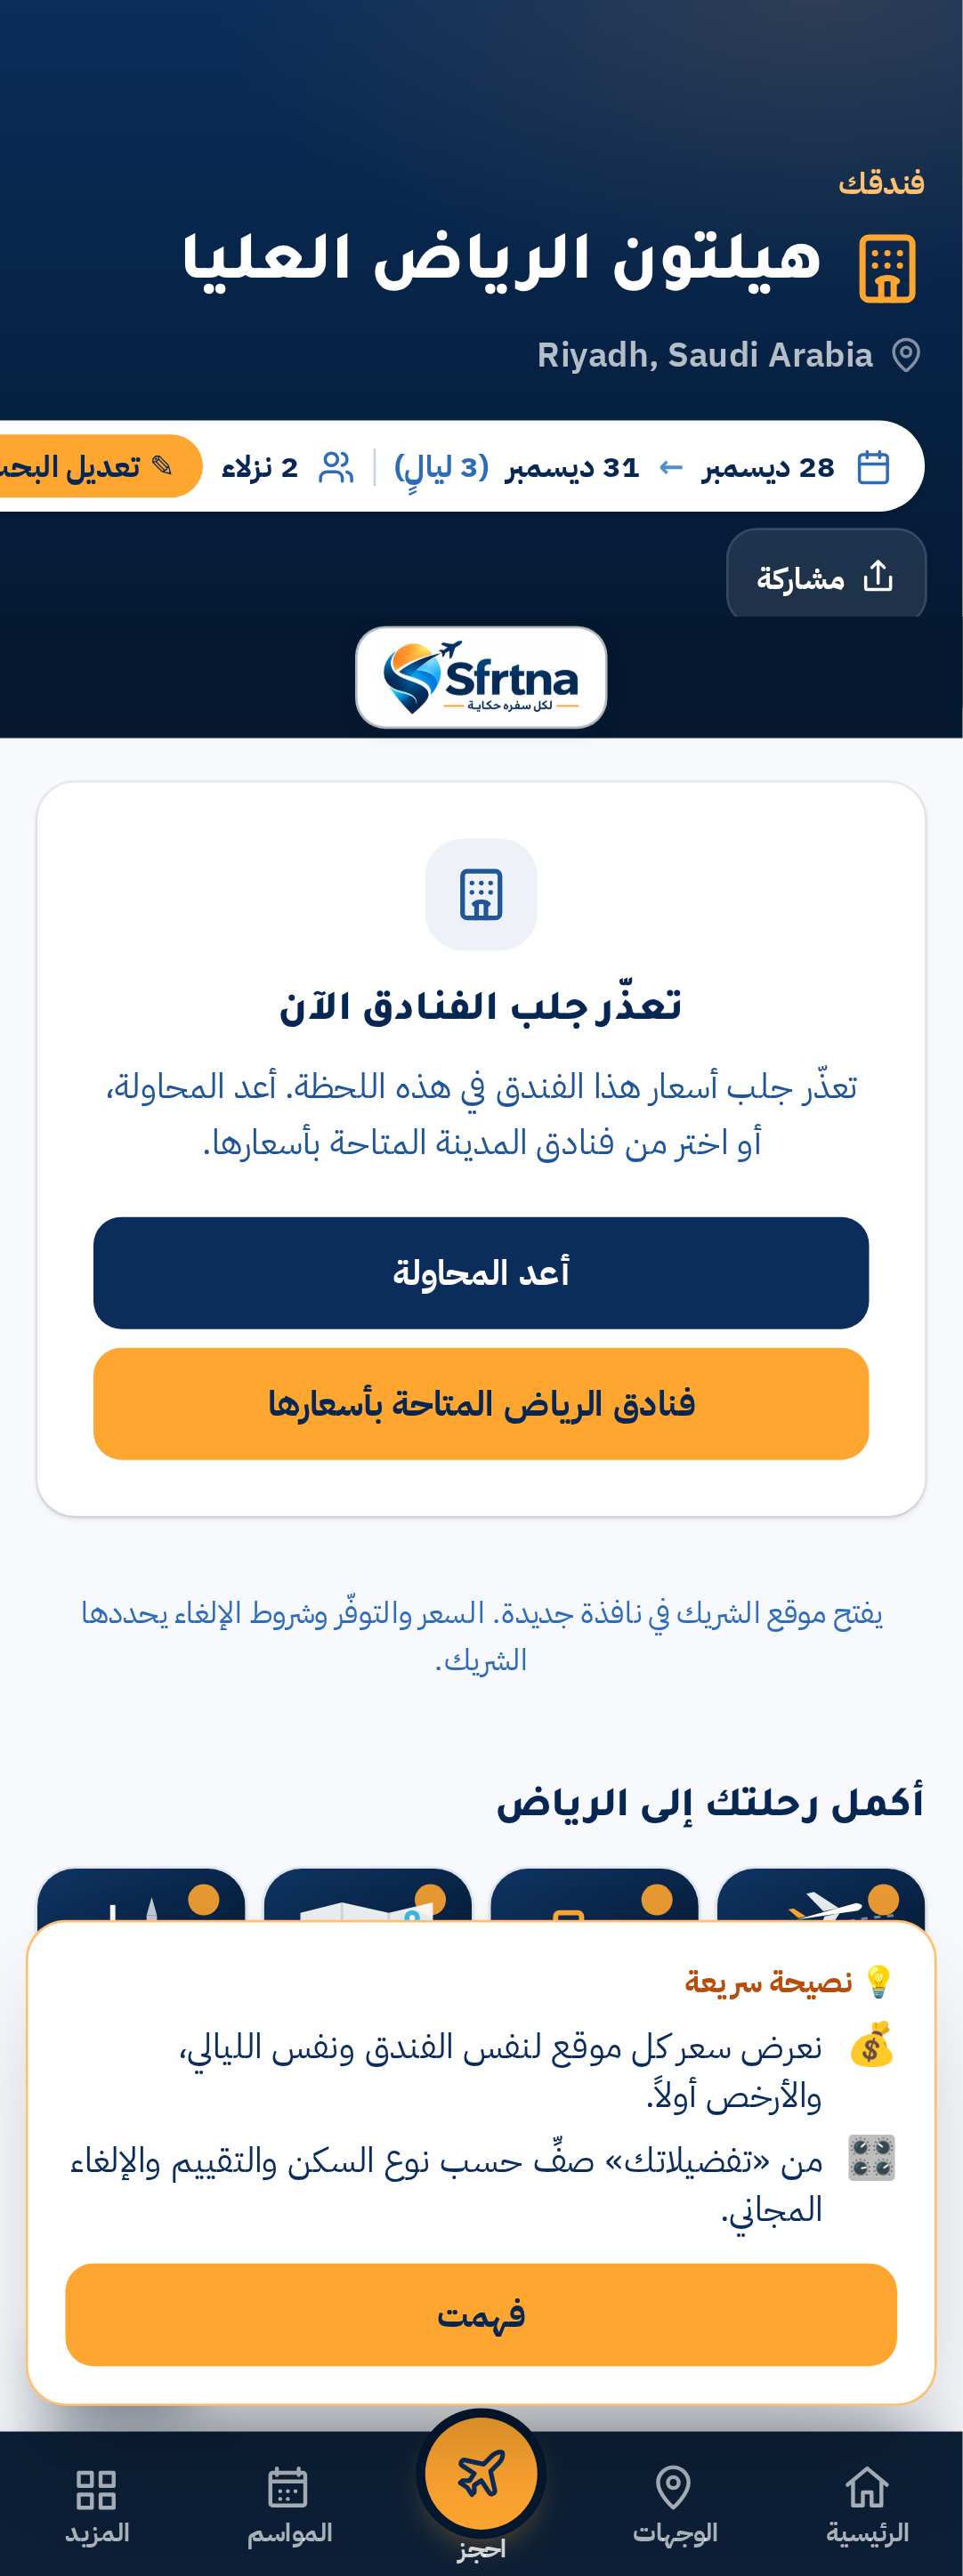 فندقك
هيلتون الرياض العليا
Riyadh, Saudi Arabia
28 ديسمبر ← 31 ديسمبر (3 ليالٍ) 2 نزلاء ✎ تعديل البحث
مشاركة
Sfrtna
لكل سفره حكاية
تعذّر جلب الفنادق الآن
تعذّر جلب أسعار هذا الفندق في هذه اللحظة. أعد المحاولة،
أو اختر من فنادق المدينة المتاحة بأسعارها.
أعد المحاولة
فنادق الرياض المتاحة بأسعارها
يفتح موقع الشريك في نافذة جديدة. السعر والتوفّر وشروط الإلغاء يحددها
الشريك.
أكمل رحلتك إلى الرياض
💡 نصيحة سريعة
💰 نعرض سعر كل موقع لنفس الفندق ونفس الليالي،
والأرخص أولاً.
🎛️ من «تفضيلاتك» صفِّ حسب نوع السكن والتقييم والإلغاء
المجاني.
فهمت
الرئيسية
الوجهات
احجز
المواسم
المزيد